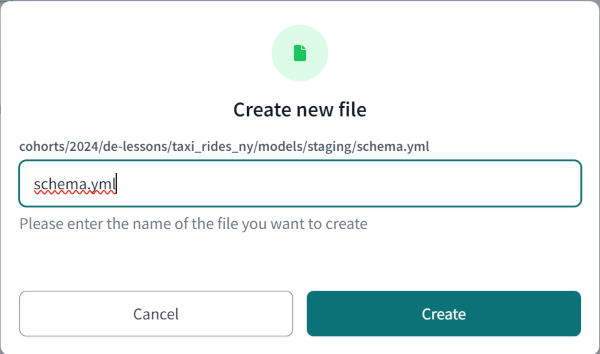 Create new file
cohorts/2024/de-lessons/taxi_rides_ny/models/staging/schema.yml
schema.yml
Please enter the name of the file you want to create
Cancel
Create